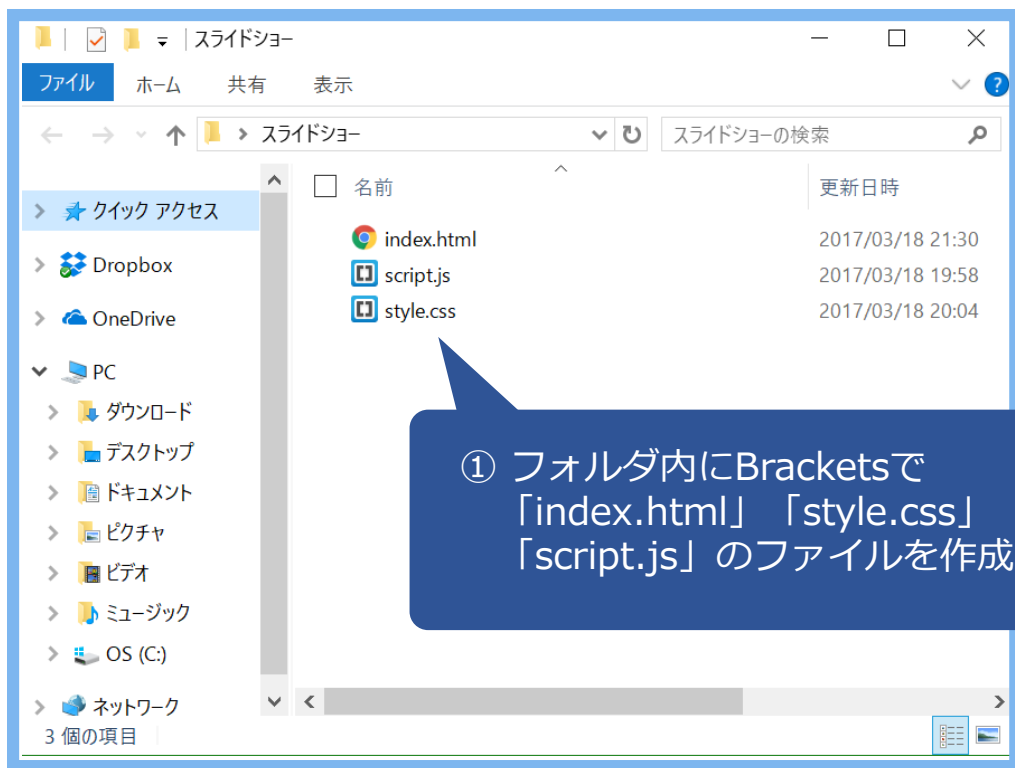 スライドショー
ファイル ホーム 共有 表示
スライドショー スライドショーの検索
名前 更新日時
クイック アクセス
Dropbox
OneDrive
PC
ダウンロード
デスクトップ
ドキュメント
ピクチャ
ビデオ
ミュージック
OS (C:)
ネットワーク
index.html 2017/03/18 21:30
script.js 2017/03/18 19:58
style.css 2017/03/18 20:04
① フォルダ内にBracketsで
「index.html」「style.css」
「script.js」のファイルを作成
3 個の項目